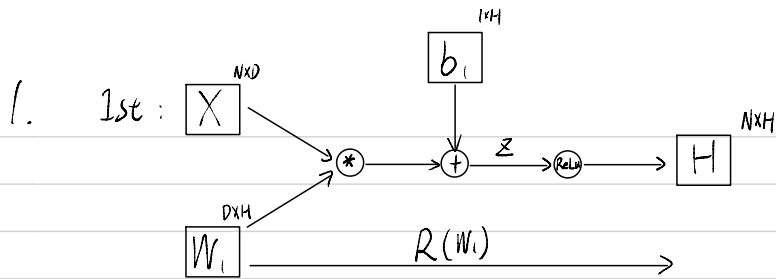 1×H
b₁
N×D
1. 1st : X
* + Z ReLu
N×H
H
D×H
W₁
R(W₁)